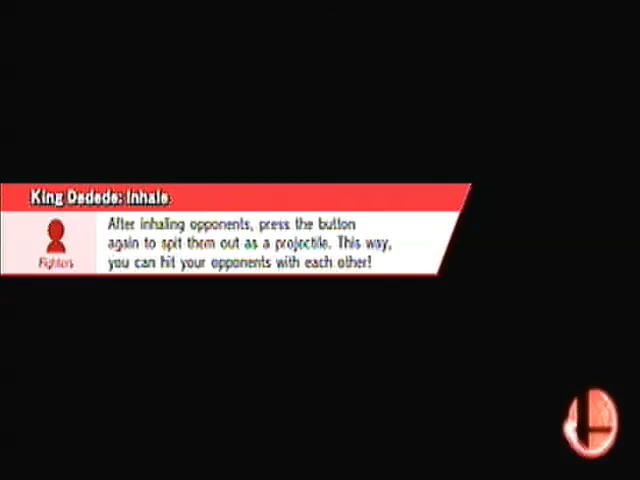 King Dedede: Inhale
After inhaling opponents, press the button
again to spit them out as a projectile. This way,
you can hit your opponents with each other!
Fighters